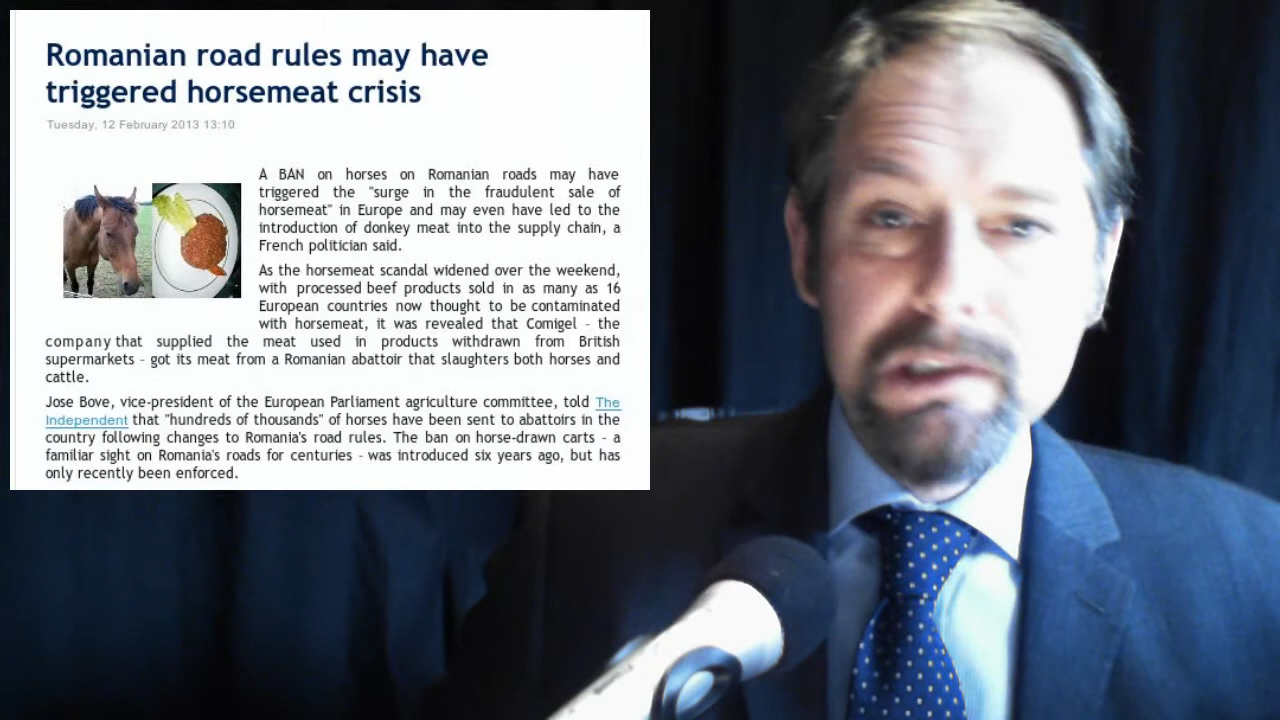 Romanian road rules may have
triggered horsemeat crisis
Tuesday, 12 February 2013 13:10
A BAN on horses on Romanian roads may have
triggered the "surge in the fraudulent sale of
horsemeat" in Europe and may even have led to the
introduction of donkey meat into the supply chain, a
French politician said.
As the horsemeat scandal widened over the weekend,
with processed beef products sold in as many as 16
European countries now thought to be contaminated
with horsemeat, it was revealed that Comigel - the
company that supplied the meat used in products withdrawn from British
supermarkets - got its meat from a Romanian abattoir that slaughters both horses and
cattle.
Jose Bove, vice-president of the European Parliament agriculture committee, told The
Independent that "hundreds of thousands" of horses have been sent to abattoirs in the
country following changes to Romania's road rules. The ban on horse-drawn carts - a
familiar sight on Romania's roads for centuries - was introduced six years ago, but has
only recently been enforced.